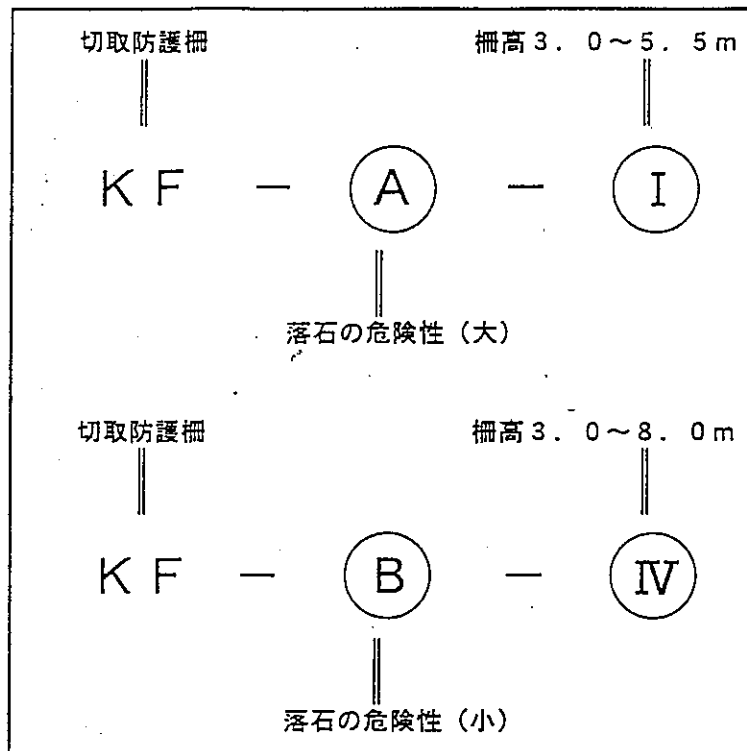 切取防護柵 柵高3．0～5．5m
KF － A － I
落石の危険性（大）
切取防護柵 柵高3．0～8．0m
KF － B － Ⅳ
落石の危険性（小）